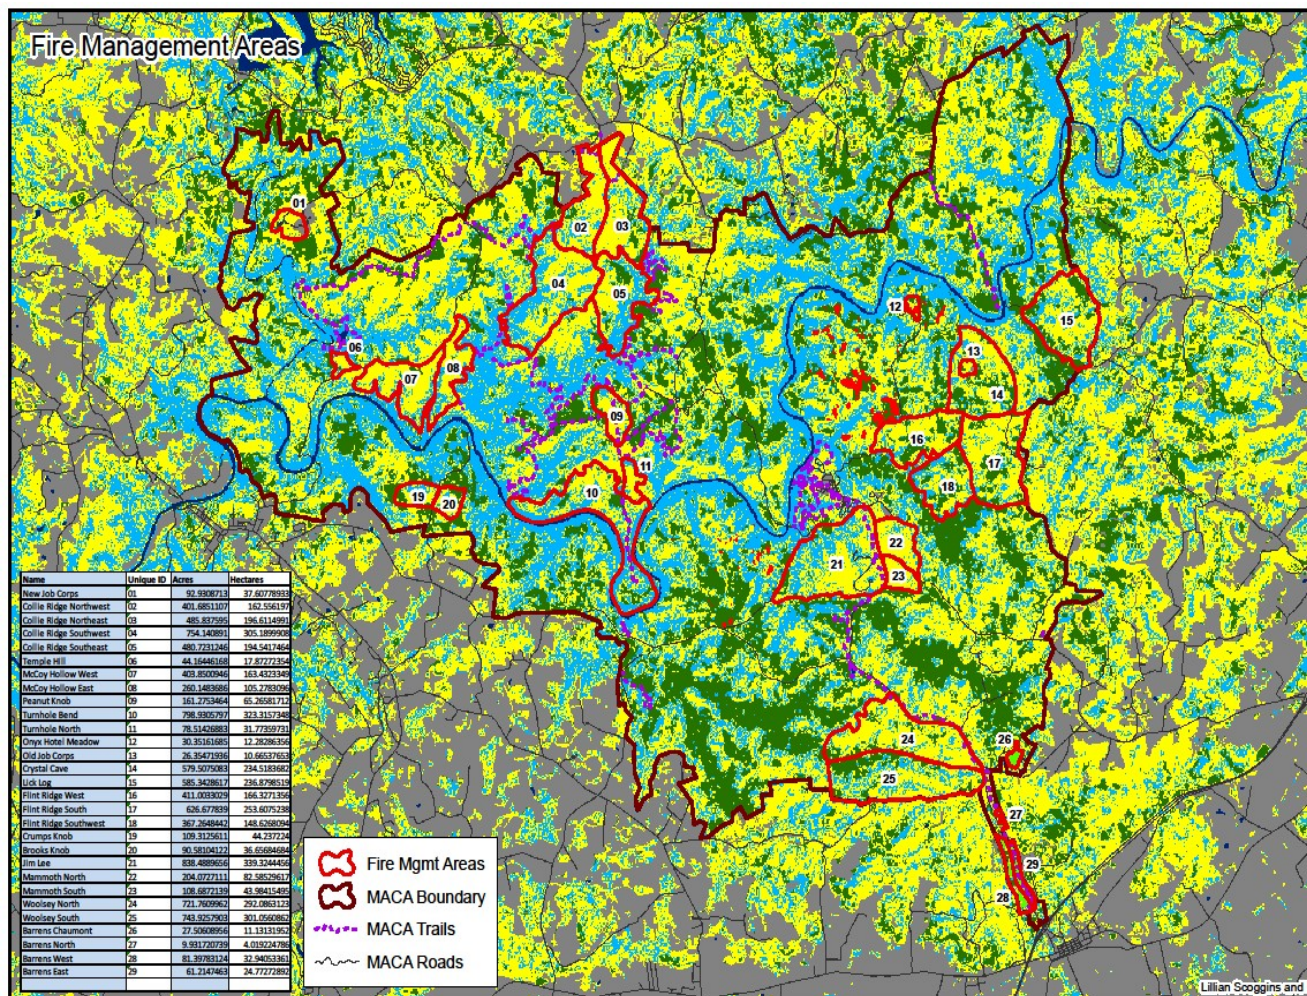 Fire Management Areas
01
02
03
04
05
06
07
08
09
10
11
12
13
14
15
16
17
18
19
20
21
22
23
24
25
26
27
28
29
Name Unique ID Acres Hectares
New Job Corps 01 92.9308713 37.60778933
Collie Ridge Northwest 02 401.6851107 162.556197
Collie Ridge Northeast 03 485.837595 196.6114991
Collie Ridge Southwest 04 754.140891 305.1899908
Collie Ridge Southeast 05 480.7231246 194.5417464
Temple Hill 06 44.16446168 17.87272354
McCoy Hollow West 07 403.8500946 163.4323349
McCoy Hollow East 08 260.1483686 105.2783096
Peanut Knob 09 161.2753464 65.26581712
Turnhole Bend 10 798.9305797 323.3157348
Turnhole North 11 78.51426883 31.77359731
Onyx Hotel Meadow 12 30.35161685 12.28286356
Old Job Corps 13 26.35471936 10.66537653
Crystal Cave 14 579.5075083 234.5183682
Lick Log 15 585.3428617 236.8798519
Flint Ridge West 16 411.0033029 166.3271356
Flint Ridge South 17 626.677839 253.6075238
Flint Ridge Southwest 18 367.2648442 148.6268094
Crumps Knob 19 109.3125611 44.237224
Brooks Knob 20 90.58104122 36.65684684
Jim Lee 21 838.4889656 339.3244456
Mammoth North 22 204.0727111 82.58529617
Mammoth South 23 108.6872139 43.98415495
Woolsey North 24 721.7609962 292.0863123
Woolsey South 25 743.9257903 301.0560862
Barrens Chaumont 26 27.50608956 11.13131952
Barrens North 27 9.931720739 4.019224786
Barrens West 28 81.39783124 32.94053361
Barrens East 29 61.2147463 24.77272892
Fire Mgmt Areas
MACA Boundary
MACA Trails
MACA Roads
Lillian Scoggins and